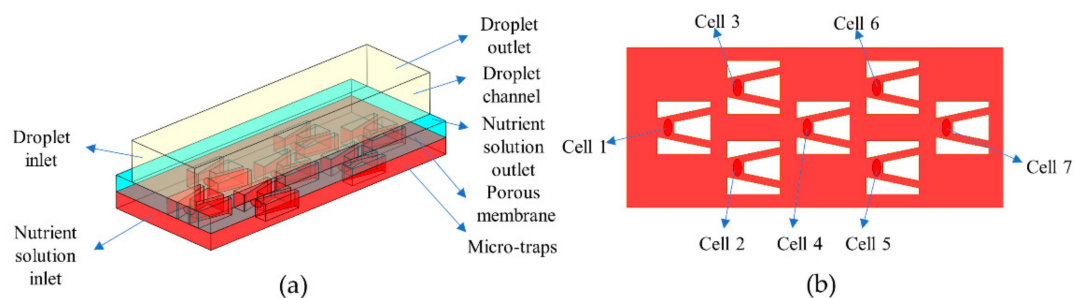 Droplet
outlet
Droplet
channel
Nutrient
solution
outlet
Porous
membrane
Micro-traps
Droplet
inlet
Nutrient
solution inlet
(a)
(b)
Cell 3
Cell 6
Cell 1
Cell 7
Cell 2
Cell 4
Cell 5